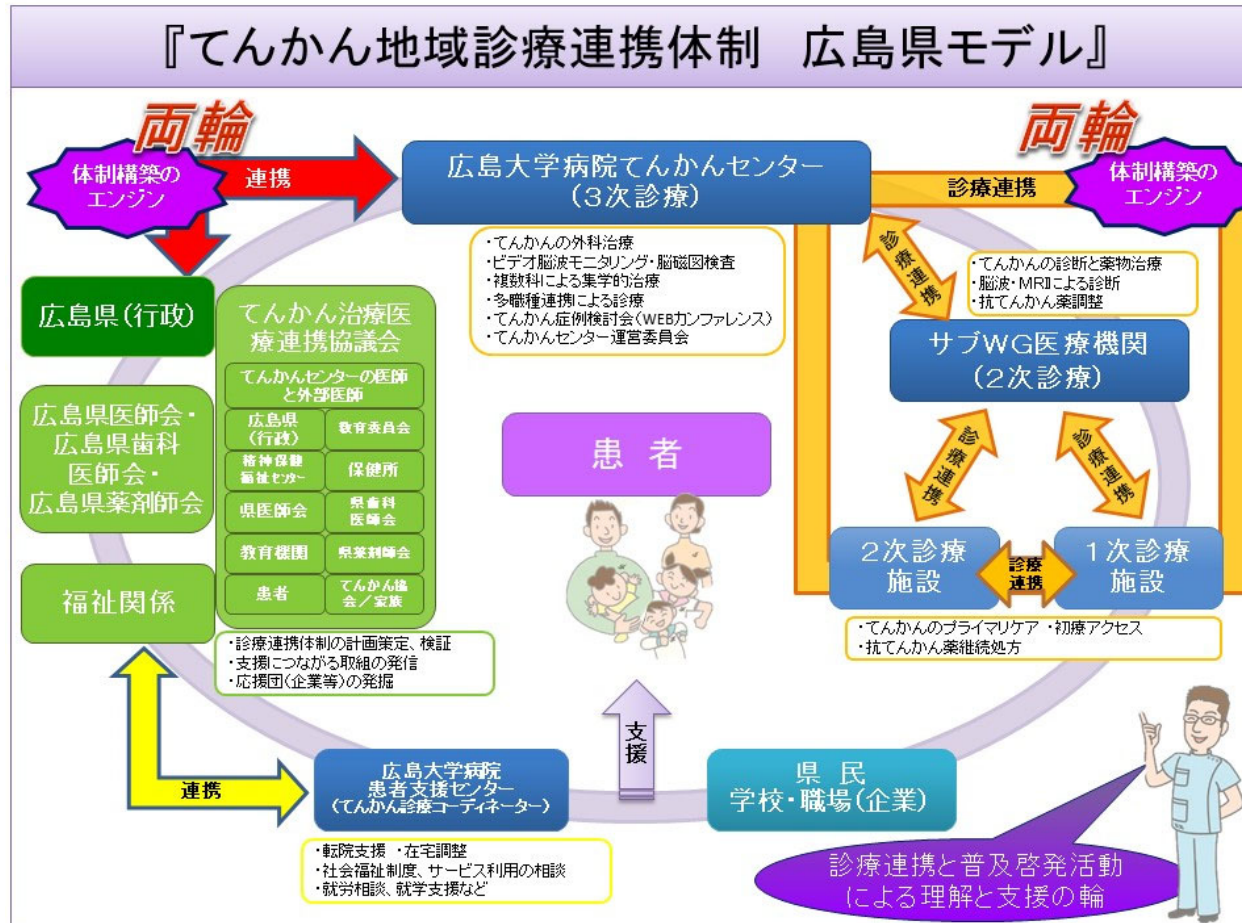 『てんかん地域診療連携体制　広島県モデル』
両輪
体制構築の
エンジン
連携
広島大学病院てんかんセンター
(3次診療)
診療連携
両輪
体制構築の
エンジン
・てんかんの外科治療
・ビデオ脳波モニタリング・脳磁図検査
・複数科による集学的治療
・多職種連携による診療
・てんかん症例検討会(WEBカンファレンス)
・てんかんセンター運営委員会
診療連携
・てんかんの診断と薬物治療
・脳波・MRIによる診断
・抗てんかん薬調整
サブWG医療機関
(2次診療)
診療連携
診療連携
2次診療
施設
診療
連携
1次診療
施設
・てんかんのプライマリケア ・初療アクセス
・抗てんかん薬継続処方
広島県(行政)
広島県医師会・
広島県歯科
医師会・
広島県薬剤師会
福祉関係
てんかん治療医
療連携協議会
てんかんセンターの医師
と外部医師
広島県
(行政)
教育委員会
精神保健
福祉センター
保健所
県医師会
県歯科
医師会
教育機関
県薬剤師会
患者
てんかん協
会/家族
・診療連携体制の計画策定、検証
・支援につながる取組の発信
・応援団(企業等)の発掘
患 者
支援
連携
広島大学病院
患者支援センター
(てんかん診療コーディネーター)
・転院支援 ・在宅調整
・社会福祉制度、サービス利用の相談
・就労相談、就学支援など
県 民
学校・職場(企業)
診療連携と普及啓発活動
による理解と支援の輪